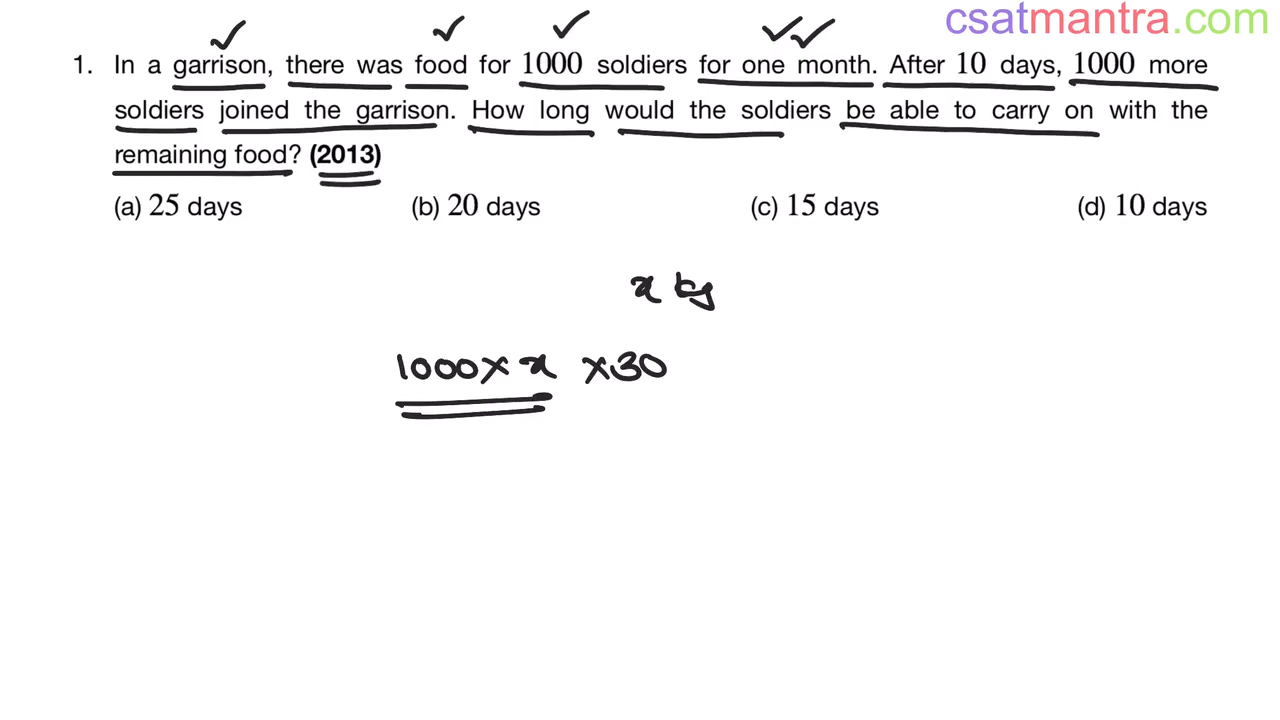 csatmantra.com
1. In a garrison, there was food for 1000 soldiers for one month. After 10 days, 1000 more
soldiers joined the garrison. How long would the soldiers be able to carry on with the
remaining food? (2013)
(a) 25 days (b) 20 days (c) 15 days (d) 10 days
x kg
1000 × x × 30